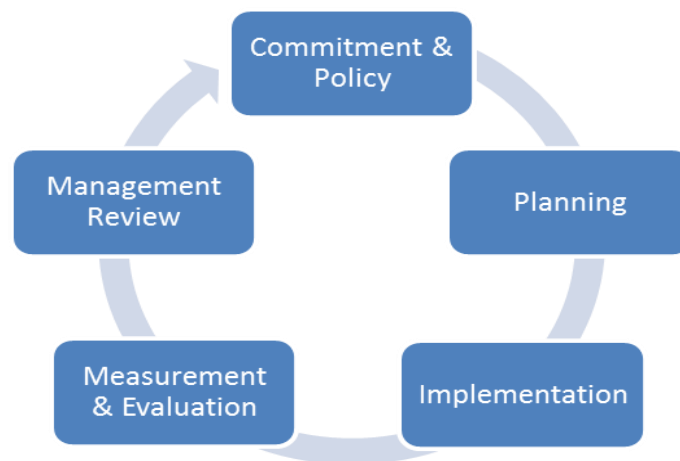 Commitment &
Policy
Planning
Implementation
Measurement
& Evaluation
Management
Review